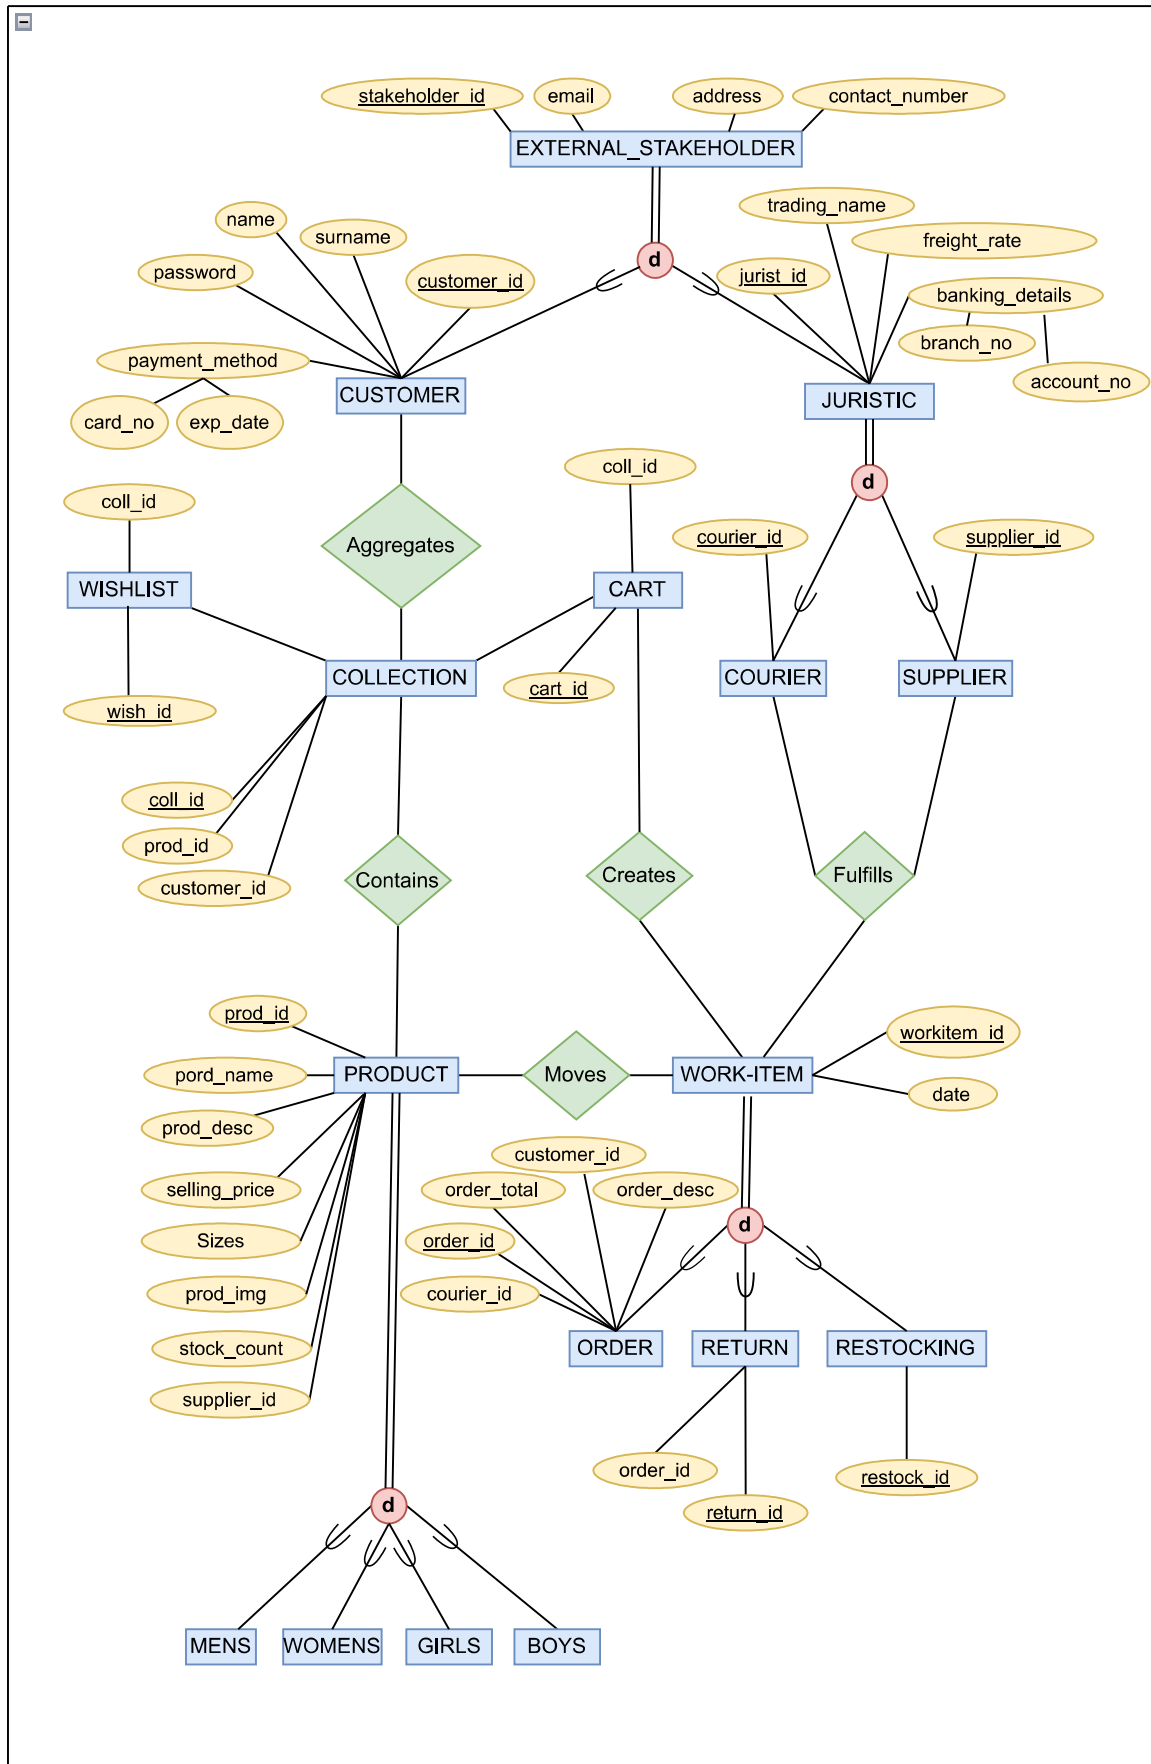 stakeholder_id
email
address
contact_number
EXTERNAL_STAKEHOLDER
name
surname
password
customer_id
d
trading_name
freight_rate
jurist_id
banking_details
branch_no
account_no
payment_method
card_no
exp_date
CUSTOMER
JURISTIC
coll_id
coll_id
d
Aggregates
courier_id
supplier_id
WISHLIST
CART
COLLECTION
COURIER
SUPPLIER
wish_id
cart_id
coll_id
prod_id
customer_id
Contains
Creates
Fulfills
prod_id
workitem_id
pord_name
PRODUCT
Moves
WORK-ITEM
date
prod_desc
customer_id
selling_price
order_total
order_desc
Sizes
order_id
d
prod_img
courier_id
stock_count
ORDER
RETURN
RESTOCKING
supplier_id
order_id
restock_id
d
return_id
MENS
WOMENS
GIRLS
BOYS